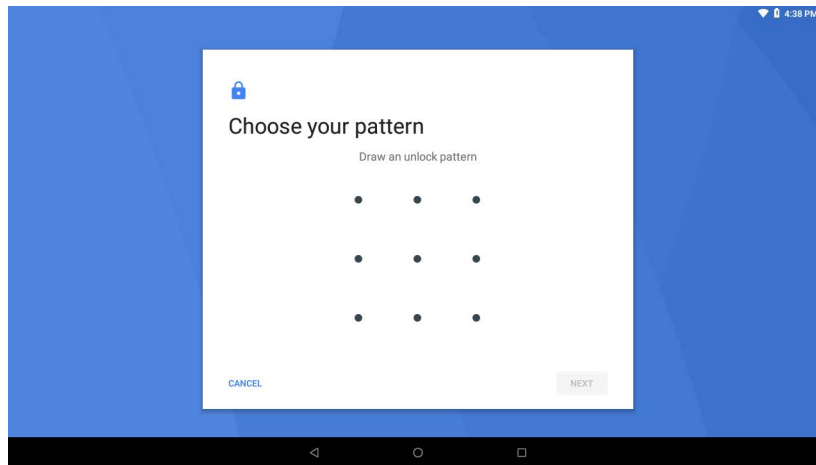 4:38 PM
Choose your pattern
Draw an unlock pattern
CANCEL
NEXT